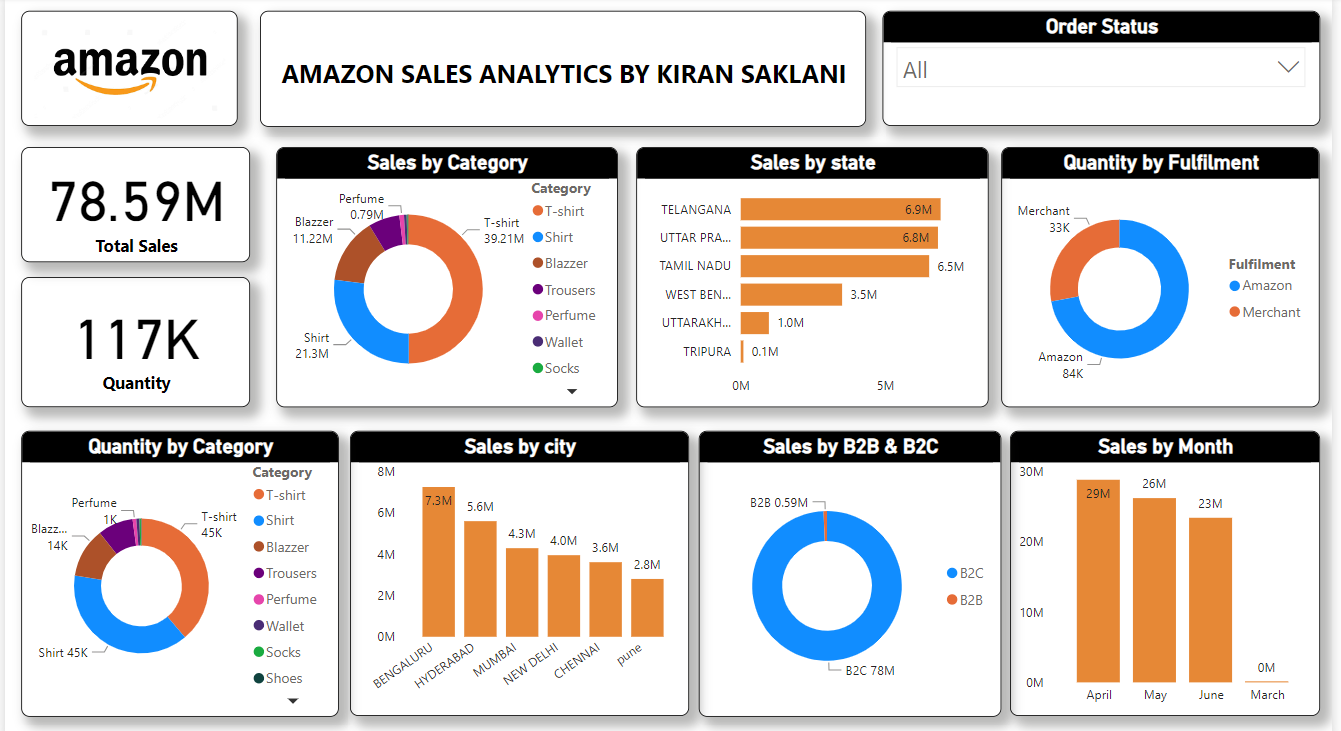 amazon
AMAZON SALES ANALYTICS BY KIRAN SAKLANI
Order Status
All
78.59M
Total Sales
117K
Quantity
Sales by Category
Perfume
0.79M
Blazzer
11.22M
T-shirt
39.21M
Shirt
21.3M
Category
T-shirt
Shirt
Blazzer
Trousers
Perfume
Wallet
Socks
Sales by state
TELANGANA
6.9M
UTTAR PRA...
6.8M
TAMIL NADU
6.5M
WEST BEN...
3.5M
UTTARAKH...
1.0M
TRIPURA
0.1M
0M
5M
Quantity by Fulfilment
Merchant
33K
Amazon
84K
Fulfilment
Amazon
Merchant
Quantity by Category
Perfume
1K
Blazz...
14K
T-shirt
45K
Shirt 45K
Category
T-shirt
Shirt
Blazzer
Trousers
Perfume
Wallet
Socks
Shoes
Sales by city
8M
6M
4M
2M
0M
7.3M
5.6M
4.3M
4.0M
3.6M
2.8M
BENGALURU
HYDERABAD
MUMBAI
NEW DELHI
CHENNAI
pune
Sales by B2B & B2C
B2B 0.59M
B2C 78M
B2C
B2B
Sales by Month
30M
20M
10M
0M
29M
26M
23M
0M
April
May
June
March